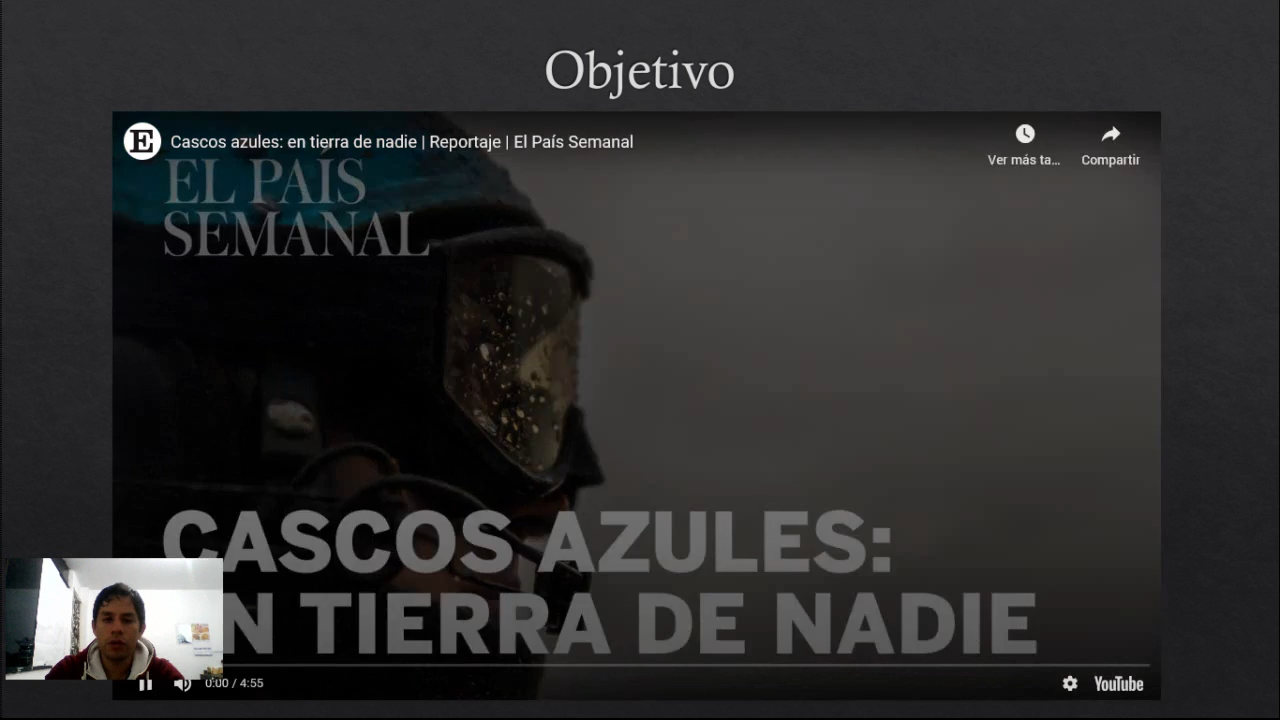 Objetivo
E
Cascos azules: en tierra de nadie | Reportaje | El País Semanal
Ver más ta...
Compartir
EL PAÍS
SEMANAL
CASCOS AZULES:
EN TIERRA DE NADIE
0:00 / 4:55
YouTube